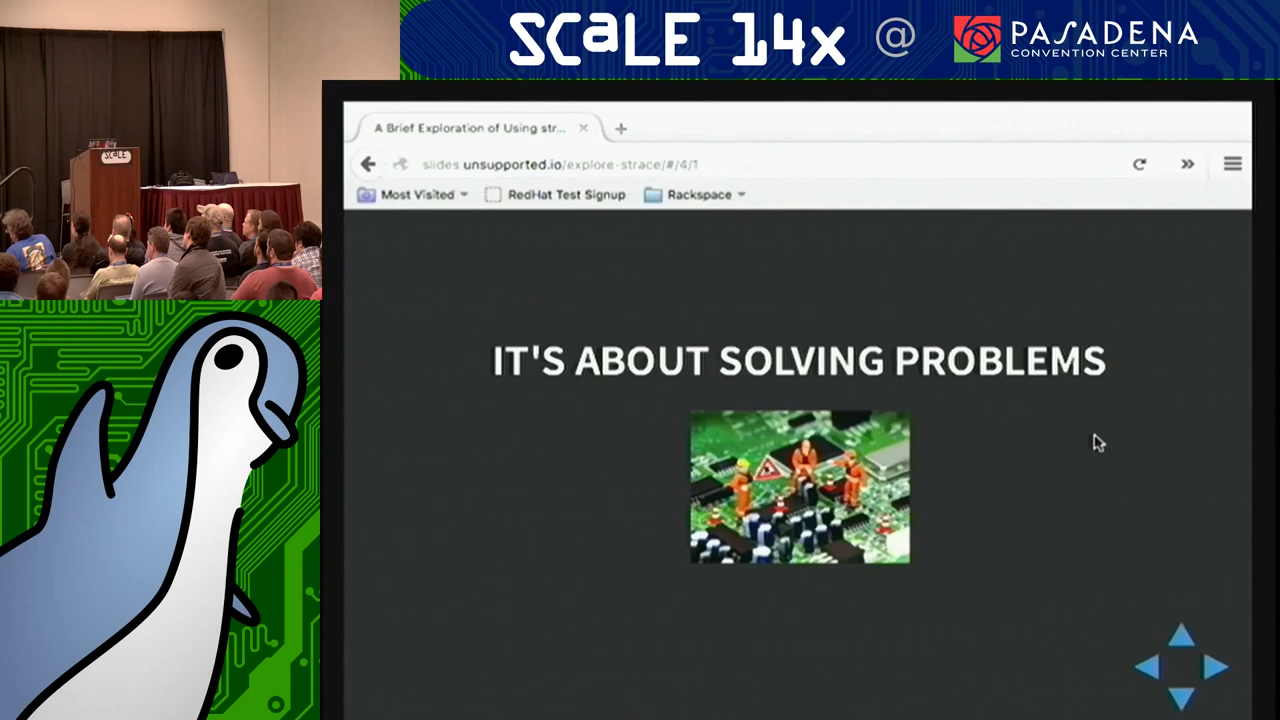 SCaLE 14x @ PASADENA
CONVENTION CENTER
SCALE
A Brief Exploration of Using str...
slides.unsupported.io/explore-strace/#/4/1
Most Visited
RedHat Test Signup
Rackspace
IT'S ABOUT SOLVING PROBLEMS